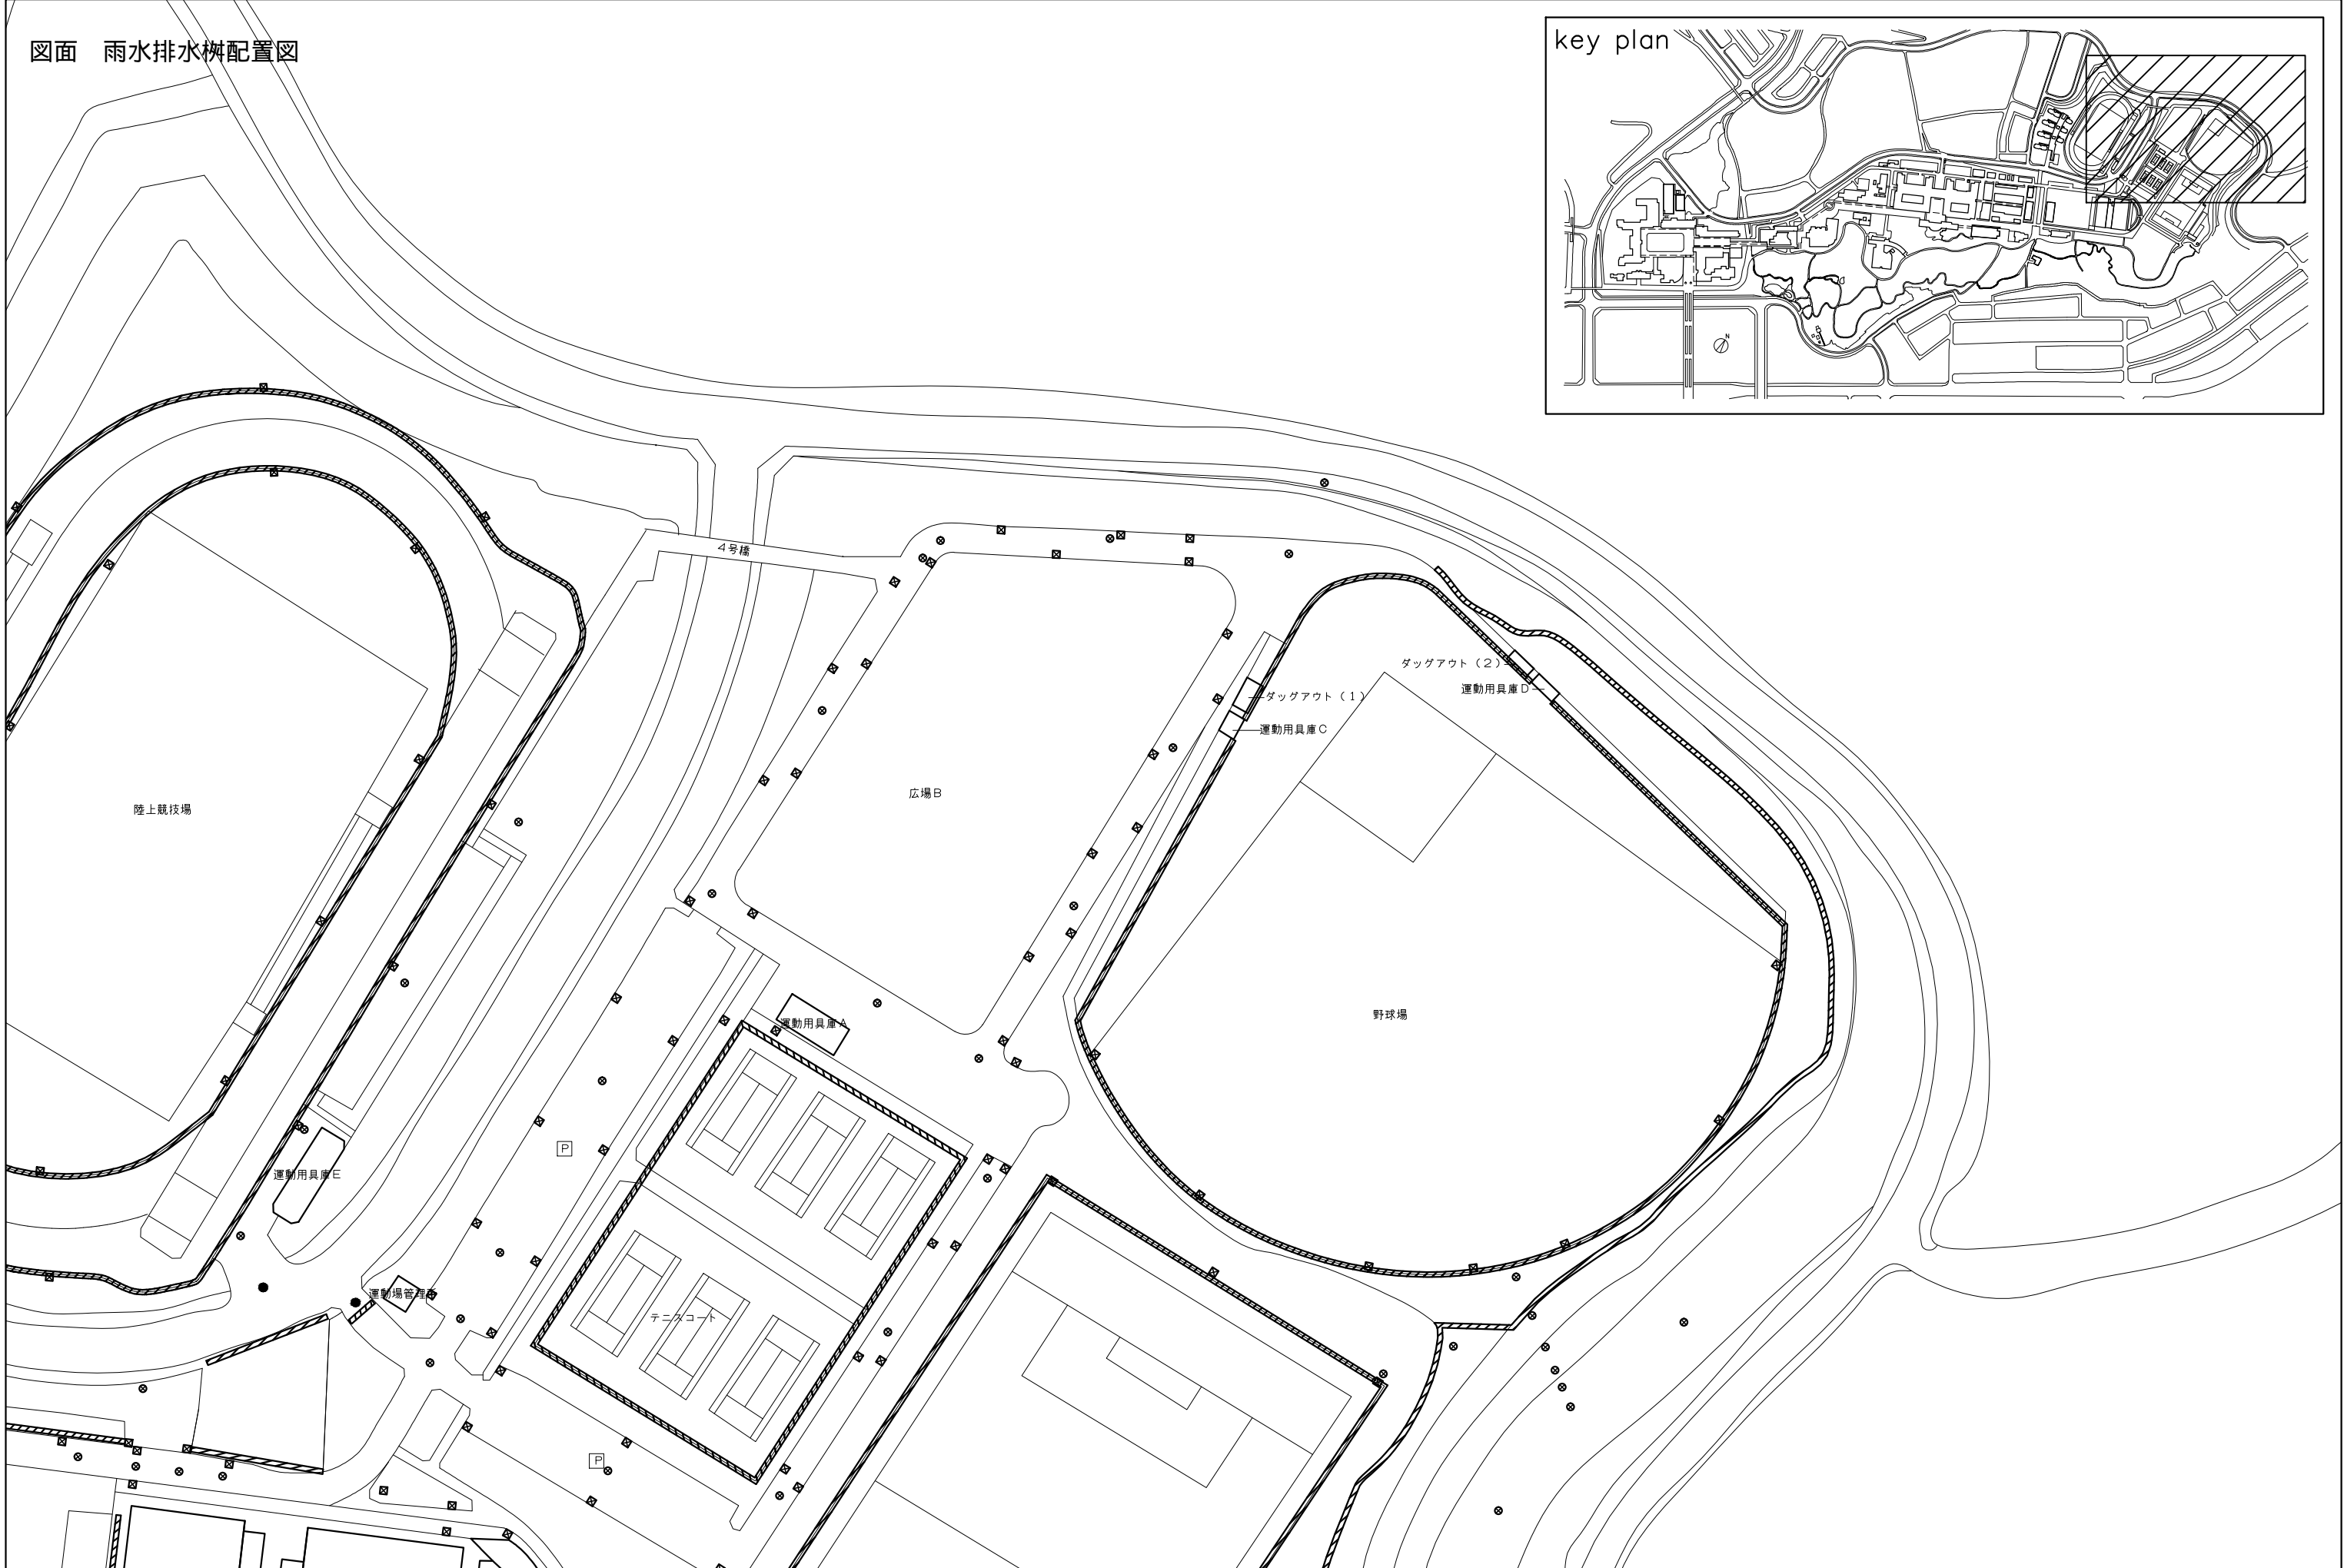 図面　雨水排水桝配置図
key plan
N
4号橋
ダッグアウト（2）
運動用具庫D
ダッグアウト（1）
運動用具庫C
広場B
陸上競技場
野球場
運動用具庫A
P
運動用具庫E
運動場管理所
テニスコート
P